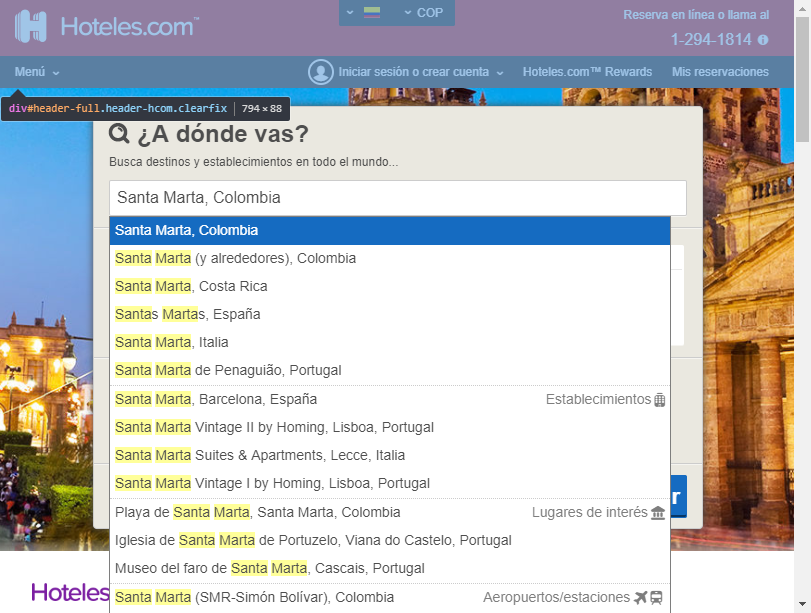 Hoteles.com™
COP
Reserva en línea o llama al
1-294-1814
Menú
Iniciar sesión o crear cuenta
Hoteles.com™ Rewards
Mis reservaciones
div#header-full.header-hcom.clearfix | 794 × 88
¿A dónde vas?
Busca destinos y establecimientos en todo el mundo...
Santa Marta, Colombia
Santa Marta, Colombia
Santa Marta (y alrededores), Colombia
Santa Marta, Costa Rica
Santas Martas, España
Santa Marta, Italia
Santa Marta de Penaguião, Portugal
Santa Marta, Barcelona, España Establecimientos
Santa Marta Vintage II by Homing, Lisboa, Portugal
Santa Marta Suites & Apartments, Lecce, Italia
Santa Marta Vintage I by Homing, Lisboa, Portugal
Playa de Santa Marta, Santa Marta, Colombia Lugares de interés
r
Iglesia de Santa Marta de Portuzelo, Viana do Castelo, Portugal
Museo del faro de Santa Marta, Cascais, Portugal
Santa Marta (SMR-Simón Bolívar), Colombia Aeropuertos/estaciones
Hoteles